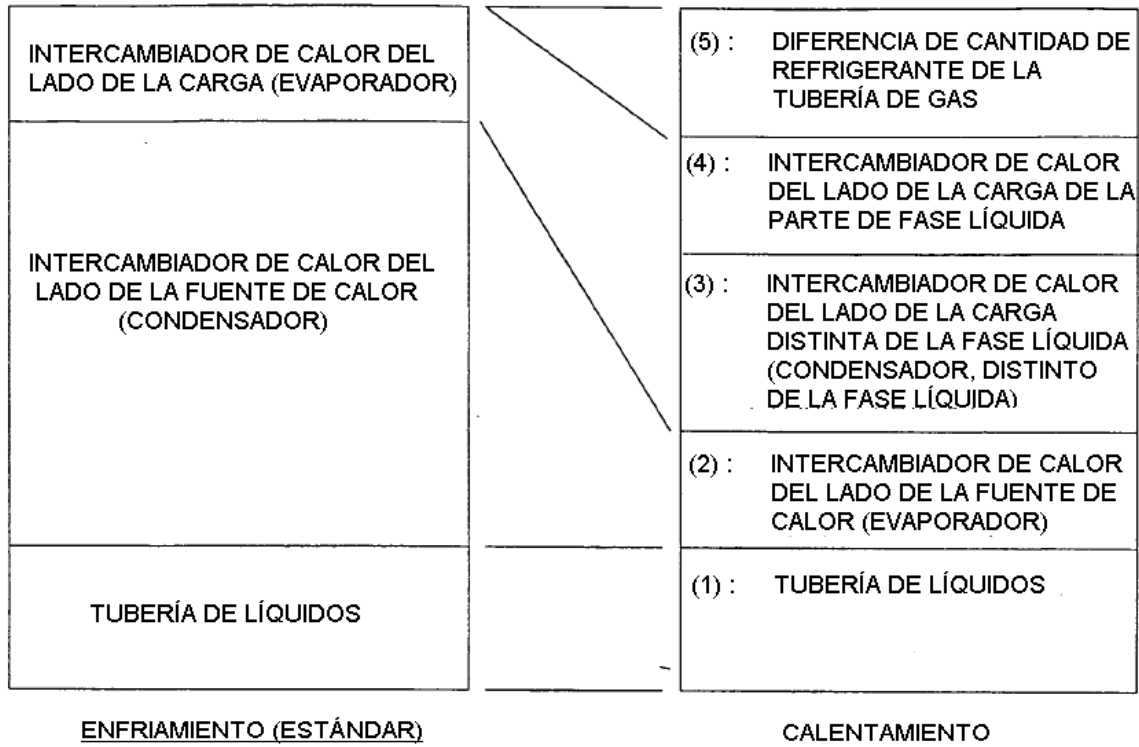 INTERCAMBIADOR DE CALOR DEL
LADO DE LA CARGA (EVAPORADOR)
INTERCAMBIADOR DE CALOR DEL
LADO DE LA FUENTE DE CALOR
(CONDENSADOR)
TUBERÍA DE LÍQUIDOS
ENFRIAMIENTO (ESTÁNDAR)
(5) : DIFERENCIA DE CANTIDAD DE
REFRIGERANTE DE LA
TUBERÍA DE GAS
(4) : INTERCAMBIADOR DE CALOR
DEL LADO DE LA CARGA DE LA
PARTE DE FASE LÍQUIDA
(3) : INTERCAMBIADOR DE CALOR
DEL LADO DE LA CARGA
DISTINTA DE LA FASE LÍQUIDA
(CONDENSADOR, DISTINTO
DE LA FASE LÍQUIDA)
(2) : INTERCAMBIADOR DE CALOR
DEL LADO DE LA FUENTE DE
CALOR (EVAPORADOR)
(1) : TUBERÍA DE LÍQUIDOS
CALENTAMIENTO